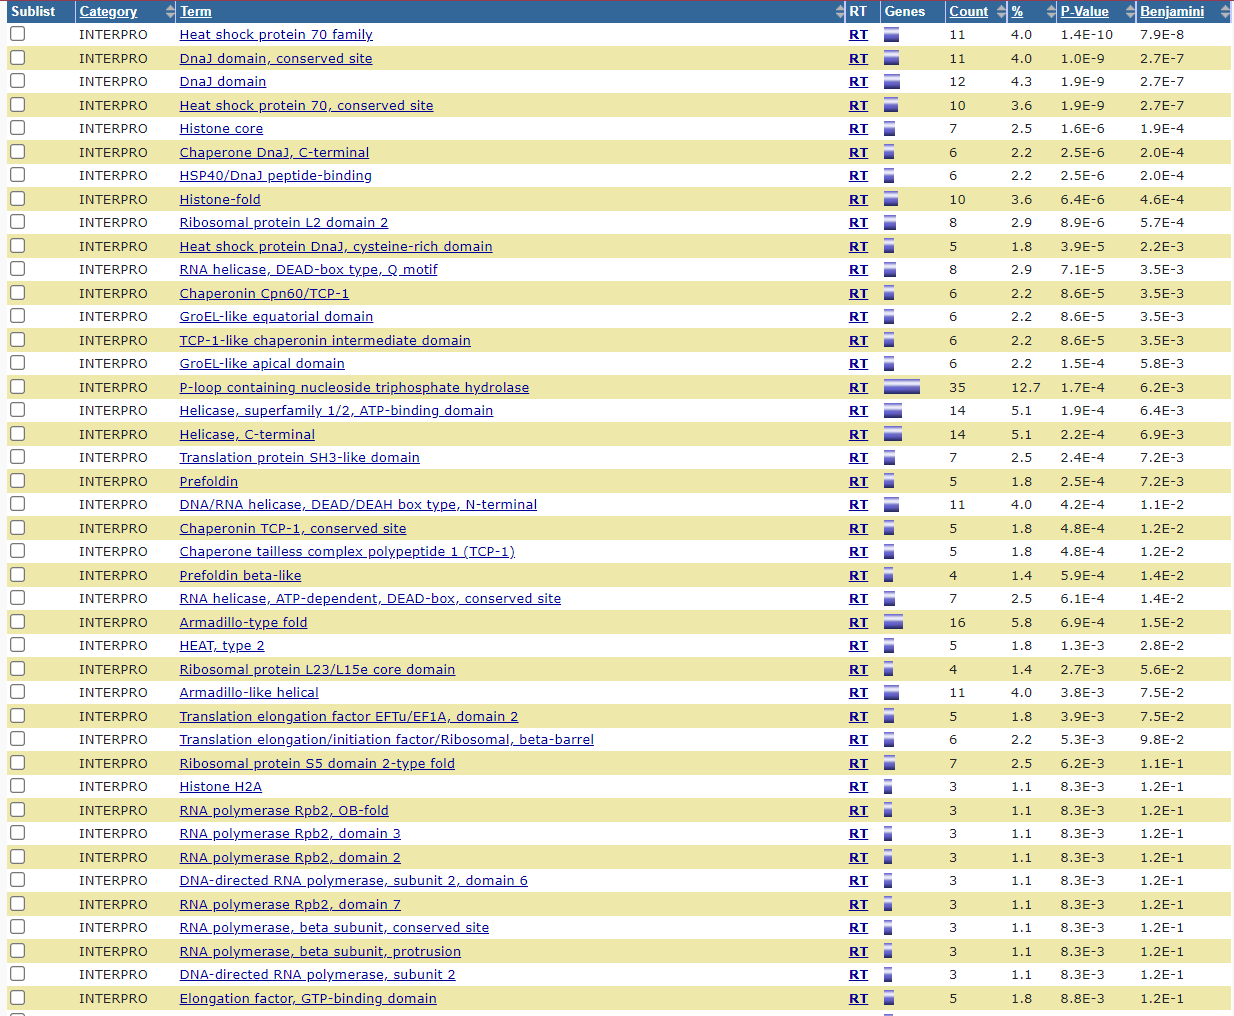 Sublist Category Term RT Genes Count % P-Value Benjamini
INTERPRO Heat shock protein 70 family RT 11 4.0 1.4E-10 7.9E-8
INTERPRO DnaJ domain, conserved site RT 11 4.0 1.0E-9 2.7E-7
INTERPRO DnaJ domain RT 12 4.3 1.9E-9 2.7E-7
INTERPRO Heat shock protein 70, conserved site RT 10 3.6 1.9E-9 2.7E-7
INTERPRO Histone core RT 7 2.5 1.6E-6 1.9E-4
INTERPRO Chaperone DnaJ, C-terminal RT 6 2.2 2.5E-6 2.0E-4
INTERPRO HSP40/DnaJ peptide-binding RT 6 2.2 2.5E-6 2.0E-4
INTERPRO Histone-fold RT 10 3.6 6.4E-6 4.6E-4
INTERPRO Ribosomal protein L2 domain 2 RT 8 2.9 8.9E-6 5.7E-4
INTERPRO Heat shock protein DnaJ, cysteine-rich domain RT 5 1.8 3.9E-5 2.2E-3
INTERPRO RNA helicase, DEAD-box type, Q motif RT 8 2.9 7.1E-5 3.5E-3
INTERPRO Chaperonin Cpn60/TCP-1 RT 6 2.2 8.6E-5 3.5E-3
INTERPRO GroEL-like equatorial domain RT 6 2.2 8.6E-5 3.5E-3
INTERPRO TCP-1-like chaperonin intermediate domain RT 6 2.2 8.6E-5 3.5E-3
INTERPRO GroEL-like apical domain RT 6 2.2 1.5E-4 5.8E-3
INTERPRO P-loop containing nucleoside triphosphate hydrolase RT 35 12.7 1.7E-4 6.2E-3
INTERPRO Helicase, superfamily 1/2, ATP-binding domain RT 14 5.1 1.9E-4 6.4E-3
INTERPRO Helicase, C-terminal RT 14 5.1 2.2E-4 6.9E-3
INTERPRO Translation protein SH3-like domain RT 7 2.5 2.4E-4 7.2E-3
INTERPRO Prefoldin RT 5 1.8 2.5E-4 7.2E-3
INTERPRO DNA/RNA helicase, DEAD/DEAH box type, N-terminal RT 11 4.0 4.2E-4 1.1E-2
INTERPRO Chaperonin TCP-1, conserved site RT 5 1.8 4.8E-4 1.2E-2
INTERPRO Chaperone tailless complex polypeptide 1 (TCP-1) RT 5 1.8 4.8E-4 1.2E-2
INTERPRO Prefoldin beta-like RT 4 1.4 5.9E-4 1.4E-2
INTERPRO RNA helicase, ATP-dependent, DEAD-box, conserved site RT 7 2.5 6.1E-4 1.4E-2
INTERPRO Armadillo-type fold RT 16 5.8 6.9E-4 1.5E-2
INTERPRO HEAT, type 2 RT 5 1.8 1.3E-3 2.8E-2
INTERPRO Ribosomal protein L23/L15e core domain RT 4 1.4 2.7E-3 5.6E-2
INTERPRO Armadillo-like helical RT 11 4.0 3.8E-3 7.5E-2
INTERPRO Translation elongation factor EFTu/EF1A, domain 2 RT 5 1.8 3.9E-3 7.5E-2
INTERPRO Translation elongation/initiation factor/Ribosomal, beta-barrel RT 6 2.2 5.3E-3 9.8E-2
INTERPRO Ribosomal protein S5 domain 2-type fold RT 7 2.5 6.2E-3 1.1E-1
INTERPRO Histone H2A RT 3 1.1 8.3E-3 1.2E-1
INTERPRO RNA polymerase Rpb2, OB-fold RT 3 1.1 8.3E-3 1.2E-1
INTERPRO RNA polymerase Rpb2, domain 3 RT 3 1.1 8.3E-3 1.2E-1
INTERPRO RNA polymerase Rpb2, domain 2 RT 3 1.1 8.3E-3 1.2E-1
INTERPRO DNA-directed RNA polymerase, subunit 2, domain 6 RT 3 1.1 8.3E-3 1.2E-1
INTERPRO RNA polymerase Rpb2, domain 7 RT 3 1.1 8.3E-3 1.2E-1
INTERPRO RNA polymerase, beta subunit, conserved site RT 3 1.1 8.3E-3 1.2E-1
INTERPRO RNA polymerase, beta subunit, protrusion RT 3 1.1 8.3E-3 1.2E-1
INTERPRO DNA-directed RNA polymerase, subunit 2 RT 3 1.1 8.3E-3 1.2E-1
INTERPRO Elongation factor, GTP-binding domain RT 5 1.8 8.8E-3 1.2E-1